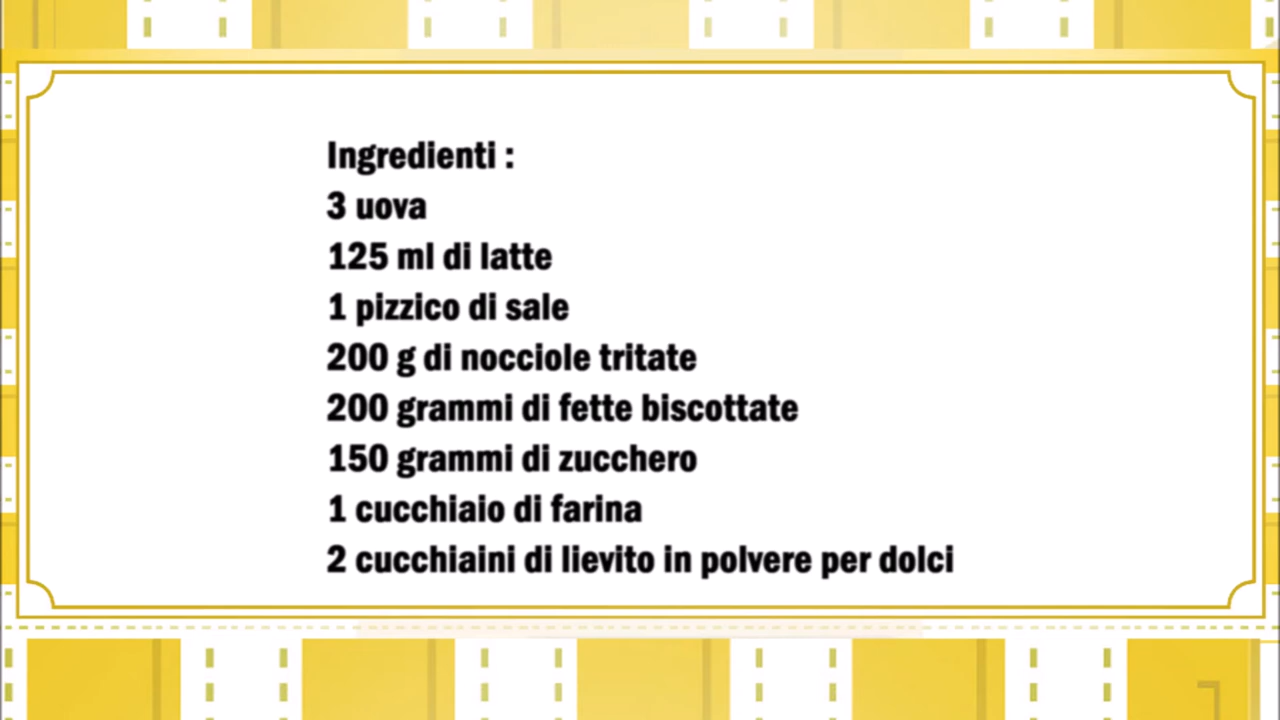 Ingredienti :
3 uova
125 ml di latte
1 pizzico di sale
200 g di nocciole tritate
200 grammi di fette biscottate
150 grammi di zucchero
1 cucchiaio di farina
2 cucchiaini di lievito in polvere per dolci